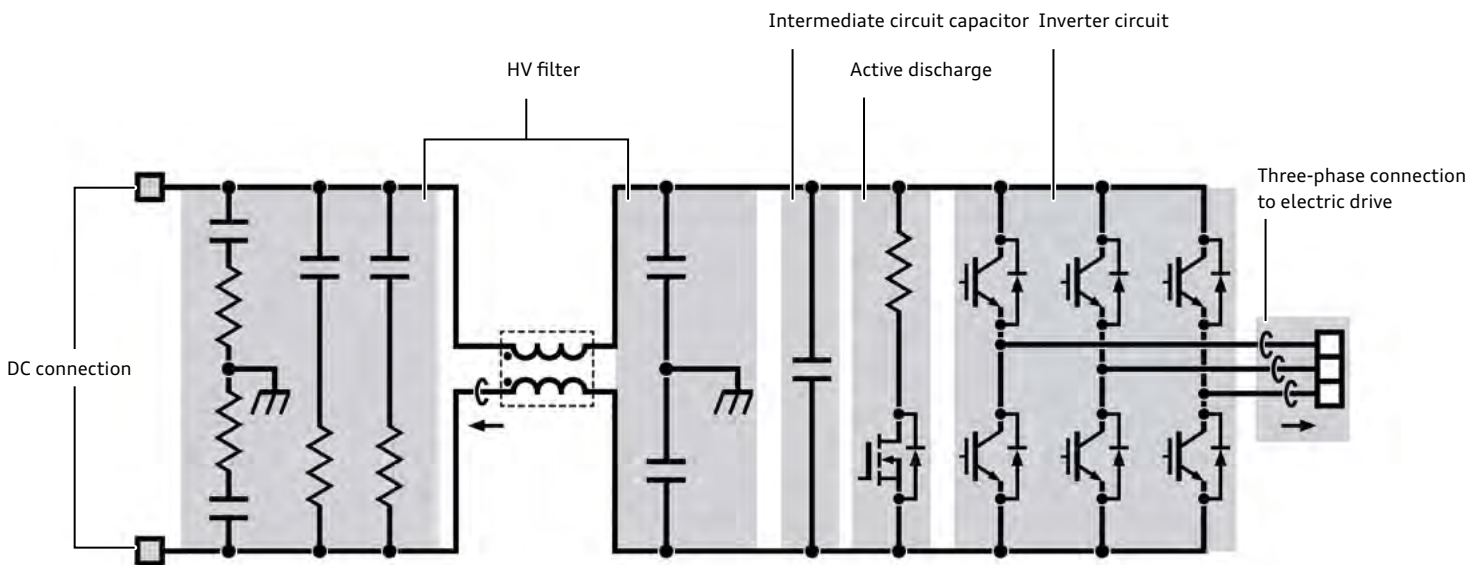 Intermediate circuit capacitor
Inverter circuit
HV filter
Active discharge
Three-phase connection
to electric drive
DC connection